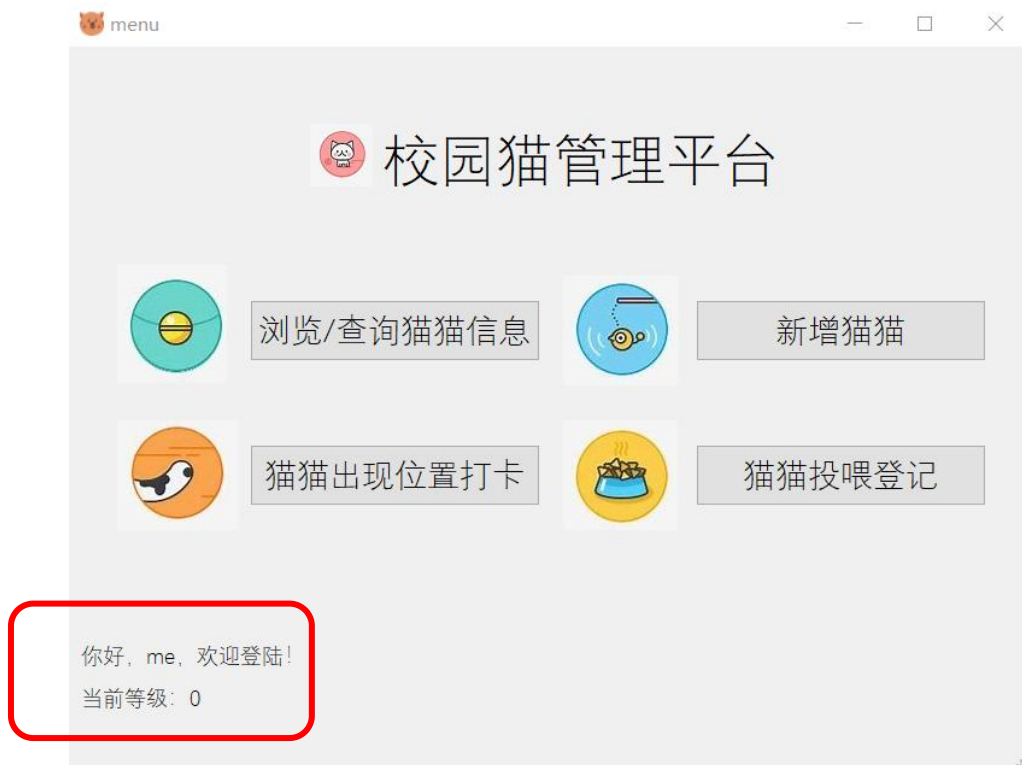 menu
校园猫管理平台
浏览/查询猫猫信息
新增猫猫
猫猫出现位置打卡
猫猫投喂登记
你好，me，欢迎登陆！
当前等级：0